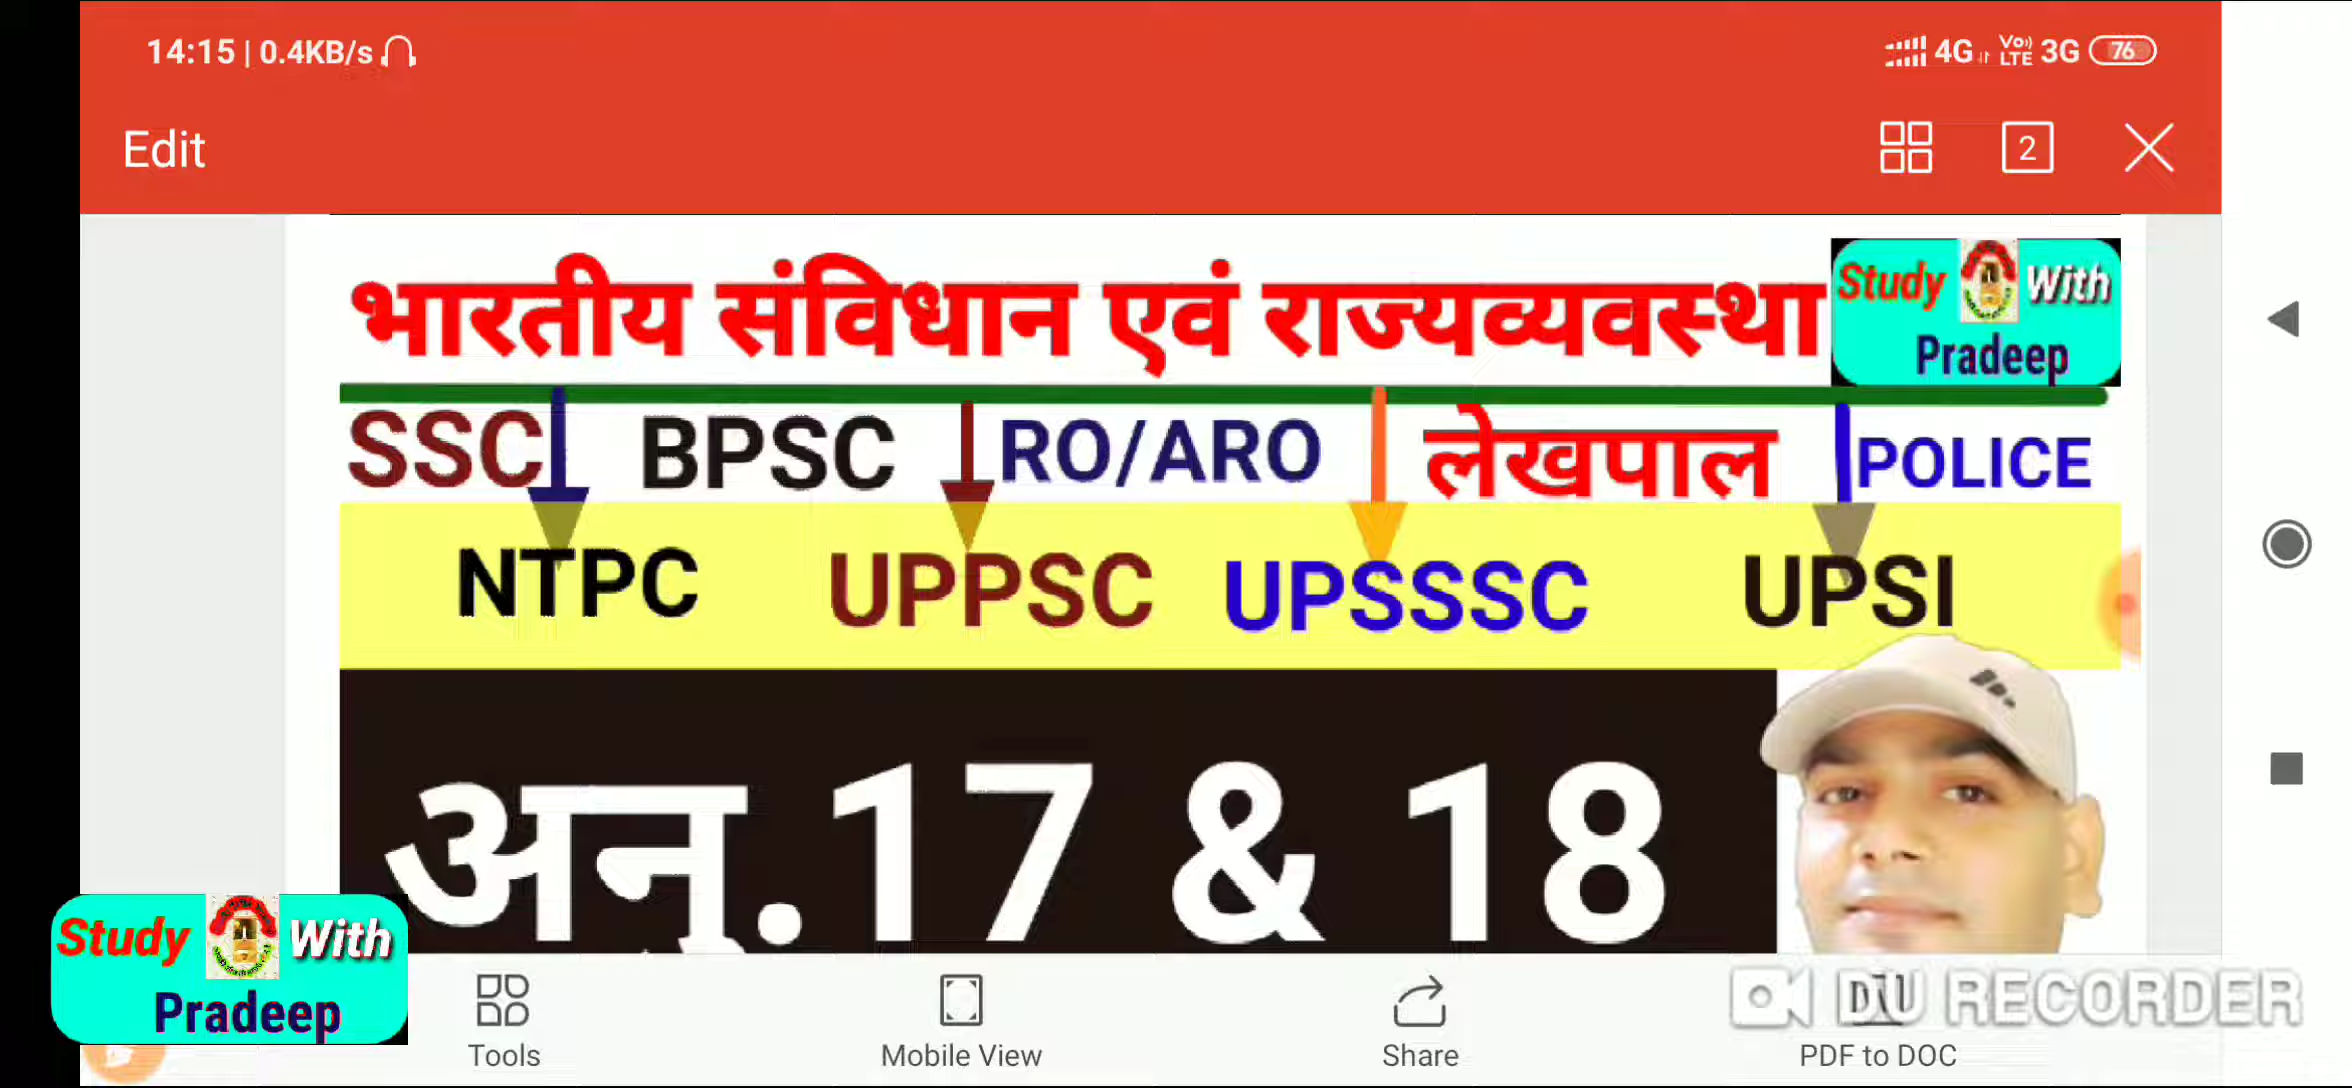 14:15 | 0.4KB/s 4G Vo) LTE 3G 76
Edit 2
भारतीय संविधान एवं राज्यव्यवस्था
Study With
Pradeep
SSC BPSC RO/ARO लेखपाल POLICE
NTPC UPPSC UPSSSC UPSI
अनु.17 & 18
Study With
Pradeep
Tools Mobile View Share PDF to DOC
DU RECORDER